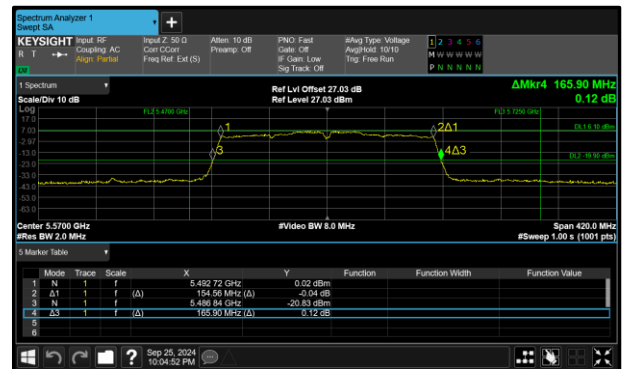 Spectrum Analyzer 1
Swept SA
+
KEYSIGHT Input: RF Input Z: 50 Ω Atten: 10 dB PNO: Fast #Avg Type: Voltage 1 2 3 4 5 6
R T Coupling: AC Corr CCorr Preamp: Off Gate: Off Avg|Hold: 10/10 M W W W W W
Align: Partial Freq Ref: Ext (S) IF Gain: Low Trig: Free Run
Sig Track: Off P N N N N N
LXI
1 Spectrum Ref Lvl Offset 27.03 dB ΔMkr4 165.90 MHz
Scale/Div 10 dB Ref Level 27.03 dBm 0.12 dB
Log
17.0 FL2 5.4700 GHz FL3 5.7250 GHz
7.03 1 2Δ1 DL1 6.10 dBm
-2.97
-13.0 3 4Δ3 DL2 -19.90 dBm
-23.0
-33.0
-43.0
-53.0
-63.0
Center 5.5700 GHz #Video BW 8.0 MHz Span 420.0 MHz
#Res BW 2.0 MHz #Sweep 1.00 s (1001 pts)
5 Marker Table
Mode Trace Scale X Y Function Function Width Function Value
1 N 1 f 5.492 72 GHz 0.02 dBm
2 Δ1 1 f (Δ) 154.56 MHz (Δ) -0.04 dB
3 N 1 f 5.486 84 GHz -20.83 dBm
4 Δ3 1 f (Δ) 165.90 MHz (Δ) 0.12 dB
5
6
? Sep 25, 2024
10:04:52 PM